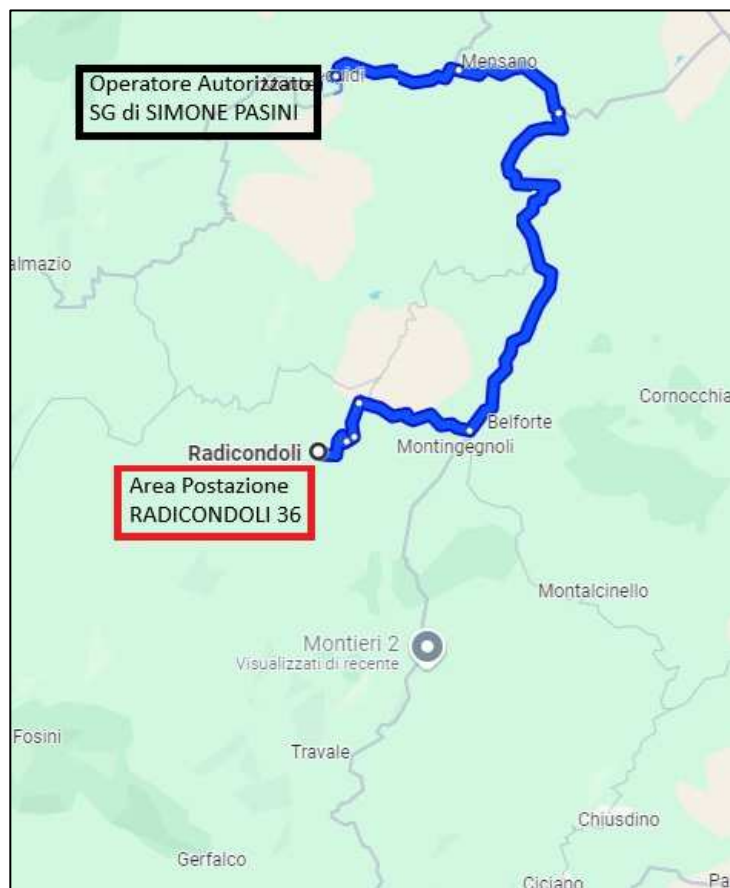 Mensano
Operatore Autorizzato
SG di SIMONE PASINI
almazio
Cornocchia
Belforte
Montingegnoli
Radicondoli
Area Postazione
RADICONDOLI 36
Montalcinello
Montieri 2
Visualizzati di recente
Fosini
Travale
Chiusdino
Gerfalco
Ciciano
Pa